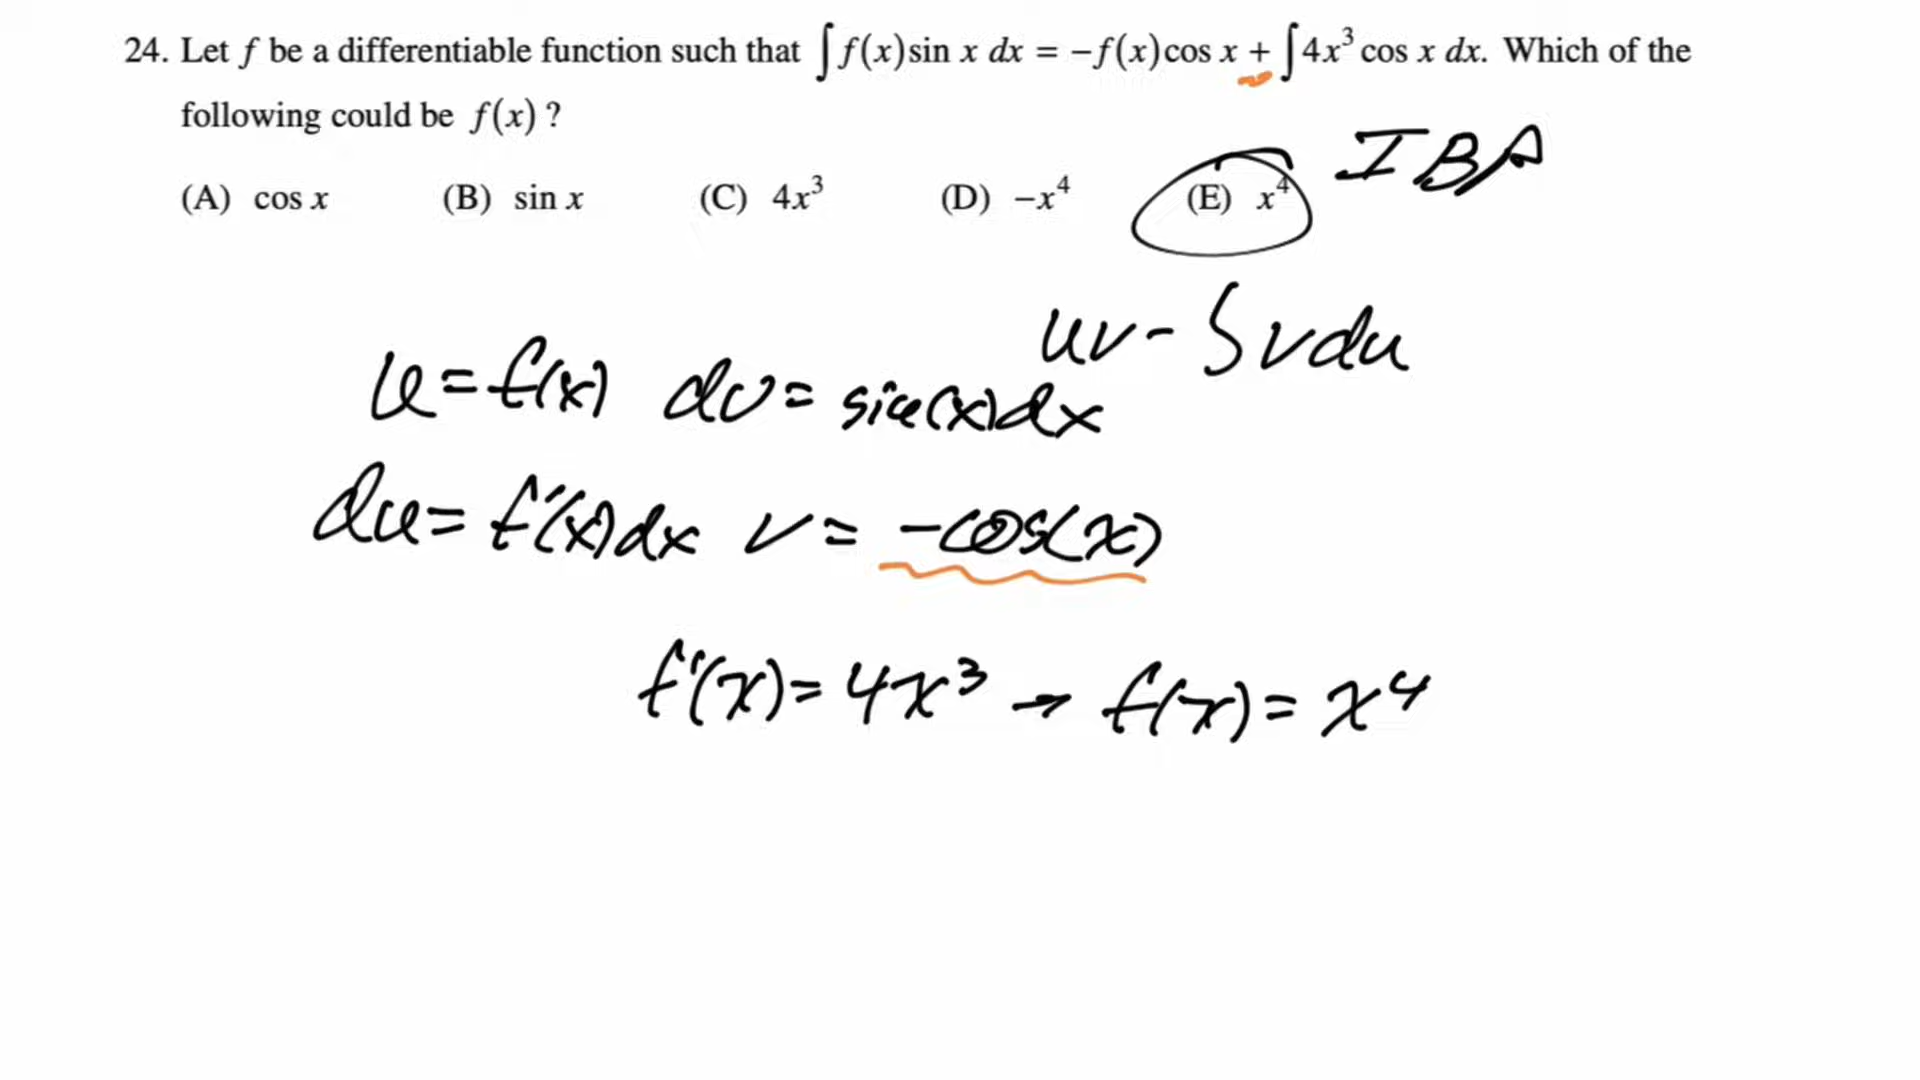 24. Let f be a differentiable function such that ∫f(x)sin x dx = −f(x)cos x + ∫4x³ cos x dx. Which of the
following could be f(x)?
(A) cos x (B) sin x (C) 4x³ (D) −x⁴ (E) x⁴
IBP
uv - ∫vdu
u = f(x) dv = sin(x)dx
du = f'(x)dx v = -cos(x)
f'(x) = 4x³ → f(x) = x⁴